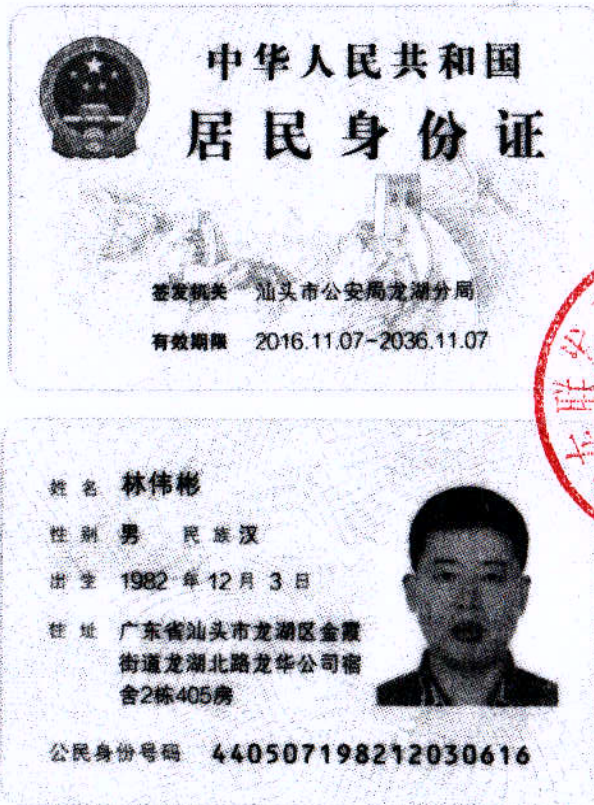 中华人民共和国
居民身份证
签发机关 汕头市公安局龙湖分局
有效期限 2016.11.07-2036.11.07
姓名 林伟彬
性别 男 民族 汉
出生 1982 年 12 月 3 日
住址 广东省汕头市龙湖区金霞
街道龙湖北路龙华公司宿
舍2栋405房
公民身份号码 440507198212030616